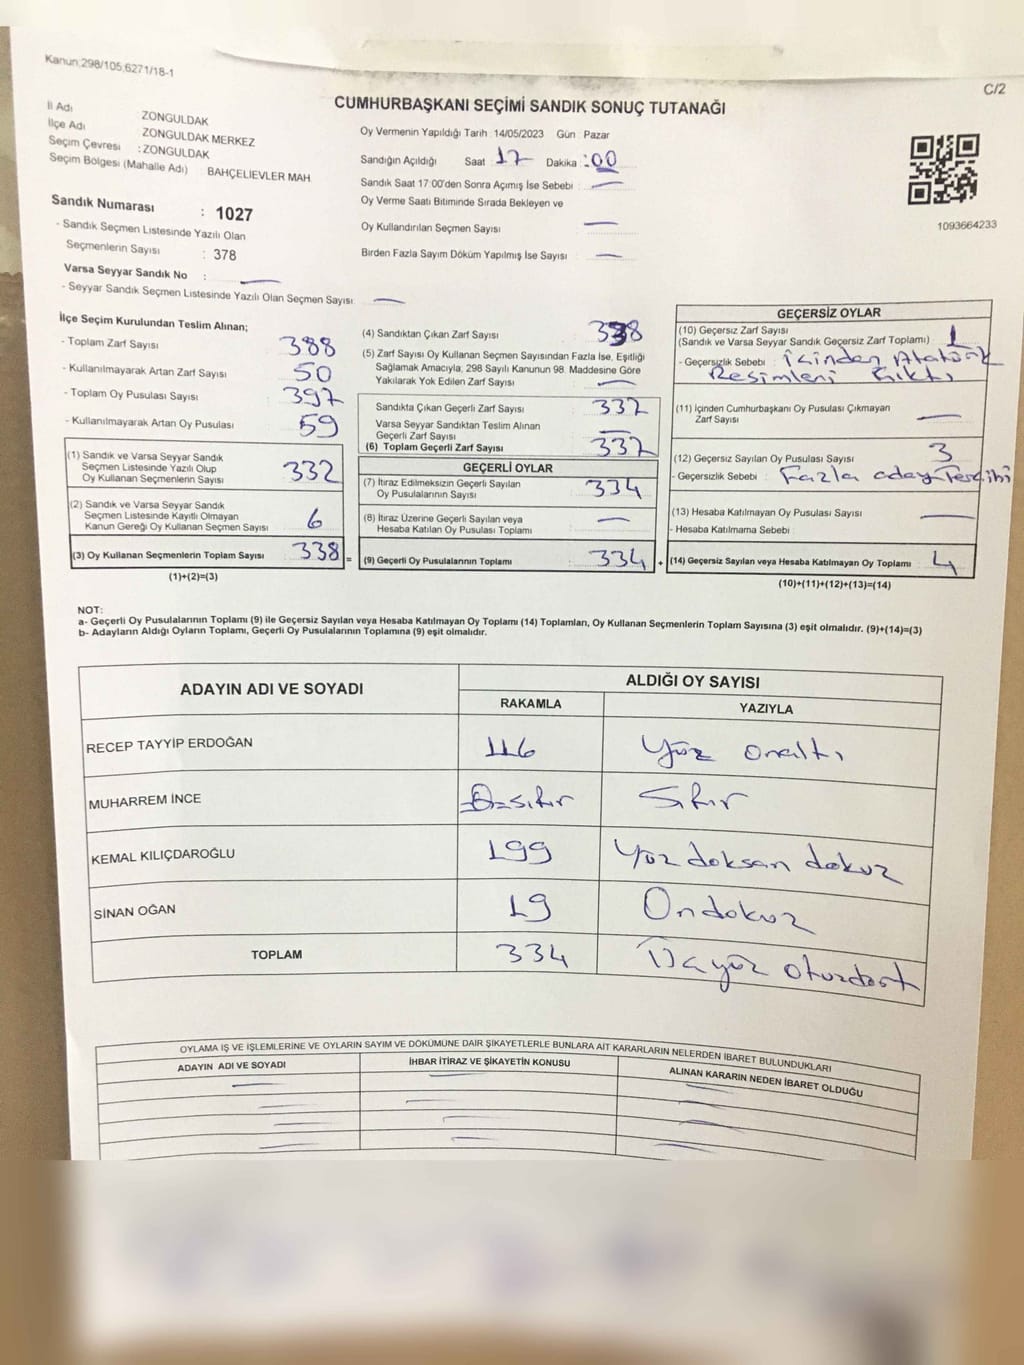 Kanun:298/105;6271/18-1
C/2
CUMHURBAŞKANI SEÇİMİ SANDIK SONUÇ TUTANAĞI
İl Adı ZONGULDAK
İlçe Adı ZONGULDAK MERKEZ
Seçim Çevresi :ZONGULDAK
Seçim Bölgesi (Mahalle Adı) : BAHÇELİEVLER MAH
Sandık Numarası : 1027
- Sandık Seçmen Listesinde Yazılı Olan
Seçmenlerin Sayısı : 378
Varsa Seyyar Sandık No :
- Seyyar Sandık Seçmen Listesinde Yazılı Olan Seçmen Sayısı
Oy Vermenin Yapıldığı Tarih :14/05/2023 Gün Pazar
Sandığın Açıldığı Saat 17 Dakika :00
Sandık Saat 17:00'den Sonra Açımış İse Sebebi :
Oy Verme Saati Bitiminde Sırada Bekleyen ve
Oy Kullandırılan Seçmen Sayısı
Birden Fazla Sayım Döküm Yapılmış İse Sayısı :
1093664233
İlçe Seçim Kurulundan Teslim Alınan;
- Toplam Zarf Sayısı : 388
- Kullanılmayarak Artan Zarf Sayısı : 50
- Toplam Oy Pusulası Sayısı : 397
- Kullanılmayarak Artan Oy Pusulası : 59
(1) Sandık ve Varsa Seyyar Sandık
Seçmen Listesinde Yazılı Olup
Oy Kullanan Seçmenlerin Sayısı : 332
(2) Sandık ve Varsa Seyyar Sandık
Seçmen Listesinde Kayıtlı Olmayan
Kanun Gereği Oy Kullanan Seçmen Sayısı : 6
(3) Oy Kullanan Seçmenlerin Toplam Sayısı : 338 =
(1)+(2)=(3)
(4) Sandıktan Çıkan Zarf Sayısı : 338
(5) Zarf Sayısı Oy Kullanan Seçmen Sayısından Fazla İse, Eşitliği
Sağlamak Amacıyla, 298 Sayılı Kanunun 98. Maddesine Göre
Yakılarak Yok Edilen Zarf Sayısı :
Sandıkta Çıkan Geçerli Zarf Sayısı : 337
Varsa Seyyar Sandıktan Teslim Alınan
Geçerli Zarf Sayısı :
(6) Toplam Geçerli Zarf Sayısı : 337
GEÇERLİ OYLAR
(7) İtiraz Edilmeksizin Geçerli Sayılan
Oy Pusulalarının Sayısı : 334
(8) İtiraz Üzerine Geçerli Sayılan veya
Hesaba Katılan Oy Pusulası Toplamı :
(9) Geçerli Oy Pusulalarının Toplamı : 334 +
GEÇERSİZ OYLAR
(10) Geçersiz Zarf Sayısı
(Sandık ve Varsa Seyyar Sandık Geçersiz Zarf Toplamı) : 1
- Geçersizlik Sebebi : İçinden Atatürk
Resimleri Çıktı
(11) İçinden Cumhurbaşkanı Oy Pusulası Çıkmayan
Zarf Sayısı :
(12) Geçersiz Sayılan Oy Pusulası Sayısı : 3
- Geçersizlik Sebebi : Fazla aday Tercihi
(13) Hesaba Katılmayan Oy Pusulası Sayısı :
- Hesaba Katılmama Sebebi :
(14) Geçersiz Sayılan veya Hesaba Katılmayan Oy Toplamı : 4
(10)+(11)+(12)+(13)=(14)
NOT:
a- Geçerli Oy Pusulalarının Toplamı (9) ile Geçersiz Sayılan veya Hesaba Katılmayan Oy Toplamı (14) Toplamları, Oy Kullanan Seçmenlerin Toplam Sayısına (3) eşit olmalıdır. (9)+(14)=(3)
b- Adayların Aldığı Oyların Toplamı, Geçerli Oy Pusulalarının Toplamına (9) eşit olmalıdır.
ADAYIN ADI VE SOYADI ALDIĞI OY SAYISI
RAKAMLA YAZIYLA
RECEP TAYYİP ERDOĞAN 116 Yüz onaltı
MUHARREM İNCE 0=sıfır Sıfır
KEMAL KILIÇDAROĞLU 199 Yüz doksan dokuz
SİNAN OĞAN 19 Ondokuz
TOPLAM 334 Üçyüz otuzdört
OYLAMA İŞ VE İŞLEMLERİNE VE OYLARIN SAYIM VE DÖKÜMÜNE DAİR ŞİKAYETLERLE BUNLARA AİT KARARLARIN NELERDEN İBARET BULUNDUKLARI
ADAYIN ADI VE SOYADI İHBAR İTİRAZ VE ŞİKAYETİN KONUSU ALINAN KARARIN NEDEN İBARET OLDUĞU